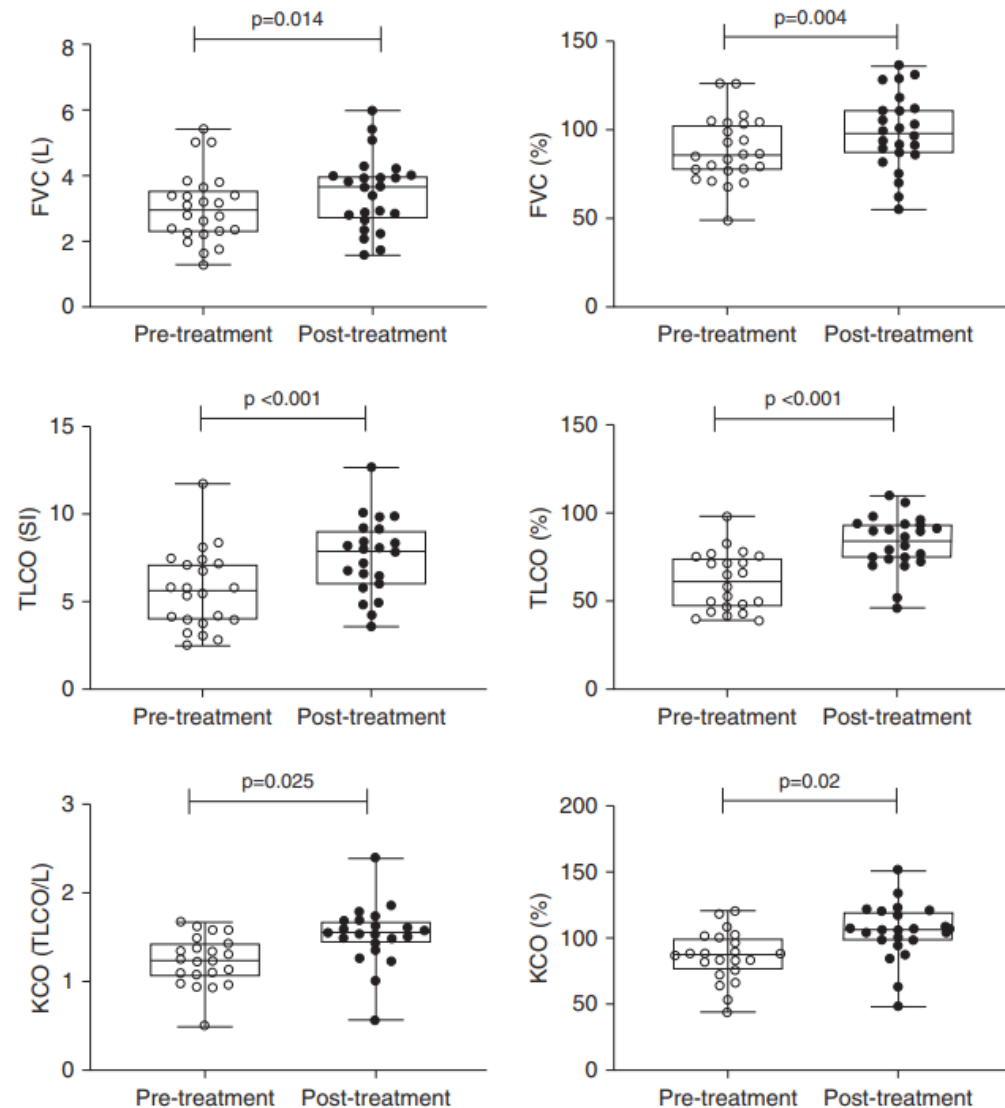 p=0.014
8
6
4
2
0
FVC (L)
Pre-treatment Post-treatment
p=0.004
150
100
50
0
FVC (%)
Pre-treatment Post-treatment
p <0.001
15
10
5
0
TLCO (SI)
Pre-treatment Post-treatment
p <0.001
150
100
50
0
TLCO (%)
Pre-treatment Post-treatment
p=0.025
3
2
1
0
KCO (TLCO/L)
Pre-treatment Post-treatment
p=0.02
200
150
100
50
0
KCO (%)
Pre-treatment Post-treatment